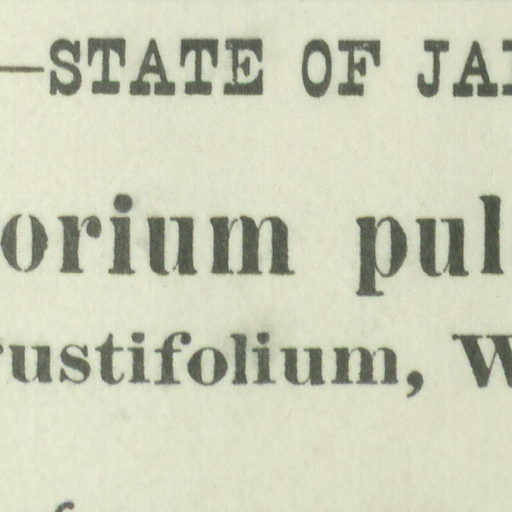 —STATE OF JA
orium pul
ustifolium, W